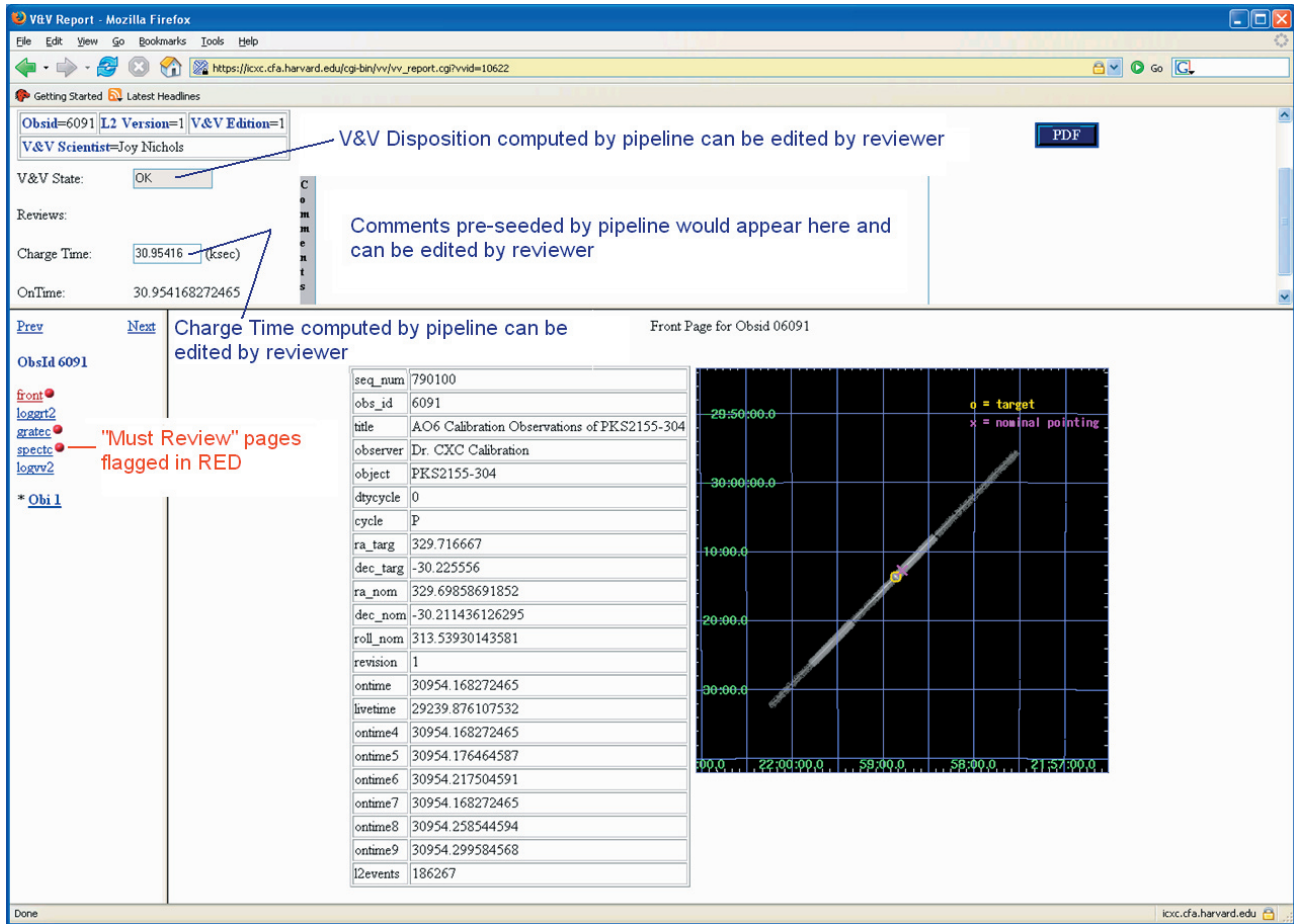 V&V Report - Mozilla Firefox
File Edit View Go Bookmarks Tools Help
https://icxc.cfa.harvard.edu/cgi-bin/vv/vv_report.cgi?vvid=10622
Go
G
Getting Started Latest Headlines
Obsid=6091 L2 Version=1 V&V Edition=1
V&V Scientist=Joy Nichols
V&V Disposition computed by pipeline can be edited by reviewer
PDF
V&V State: OK
Comments
Reviews:
Comments pre-seeded by pipeline would appear here and
can be edited by reviewer
Charge Time: 30.95416 (ksec)
OnTime: 30.954168272465
Prev Next
Charge Time computed by pipeline can be
edited by reviewer
Front Page for Obsid 06091
ObsId 6091
front
loggrt2
gratec
spectc
logvv2
"Must Review" pages
flagged in RED
* Obi 1
seq_num 790100
obs_id 6091
title AO6 Calibration Observations of PKS2155-304
observer Dr. CXC Calibration
object PKS2155-304
dtycycle 0
cycle P
ra_targ 329.716667
dec_targ -30.225556
ra_nom 329.69858691852
dec_nom -30.211436126295
roll_nom 313.53930143581
revision 1
ontime 30954.168272465
livetime 29239.876107532
ontime4 30954.168272465
ontime5 30954.176464587
ontime6 30954.217504591
ontime7 30954.168272465
ontime8 30954.258544594
ontime9 30954.299584568
l2events 186267
o = target
x = nominal pointing
-29:50:00.0
-30:00:00.0
10:00.0
20:00.0
30:00.0
:00.0 22:00:00.0 59:00.0 58:00.0 21:57:00.0
Done
icxc.cfa.harvard.edu